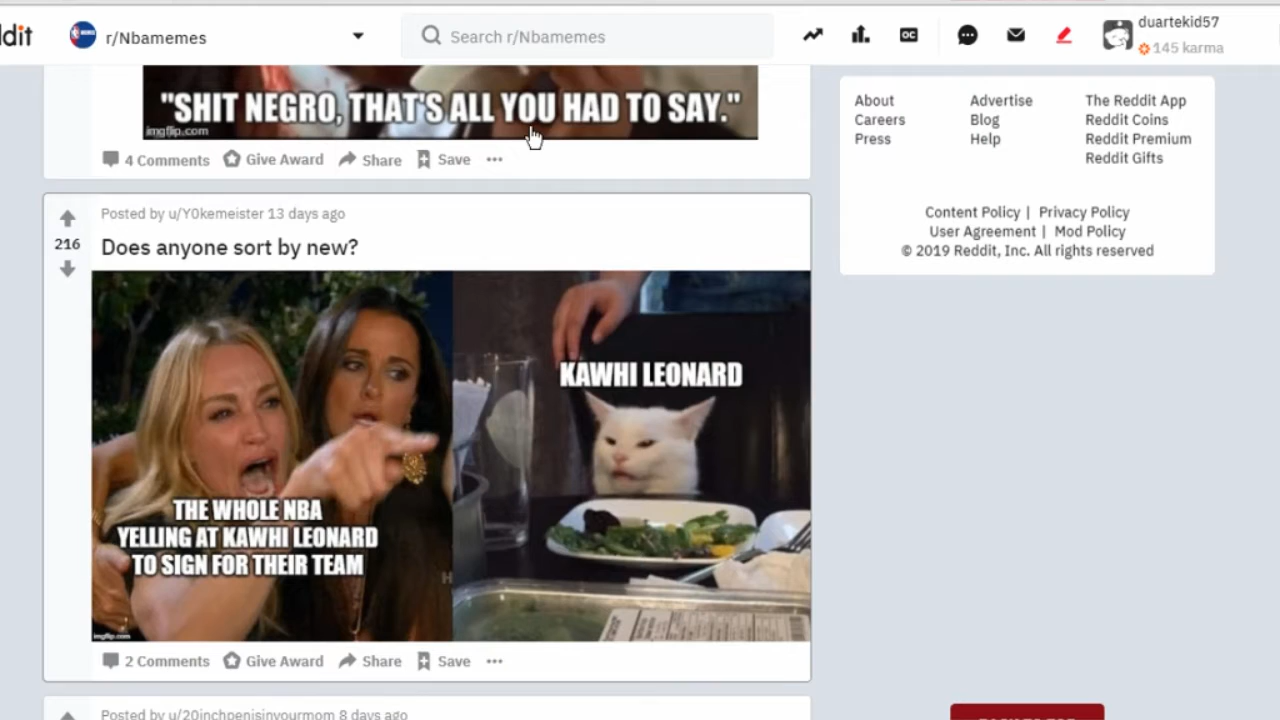 dit
r/Nbamemes
Search r/Nbamemes
duartekid57
145 karma
"SHIT NEGRO, THAT'S ALL YOU HAD TO SAY."
imgflip.com
4 Comments Give Award Share Save
About Advertise The Reddit App
Careers Blog Reddit Coins
Press Help Reddit Premium
Reddit Gifts
Content Policy | Privacy Policy
User Agreement | Mod Policy
© 2019 Reddit, Inc. All rights reserved
Posted by u/Y0kemeister 13 days ago
216
Does anyone sort by new?
KAWHI LEONARD
THE WHOLE NBA
YELLING AT KAWHI LEONARD
TO SIGN FOR THEIR TEAM
imgflip.com
2 Comments Give Award Share Save
Posted by u/20inchpenisinyourmom 8 days ago